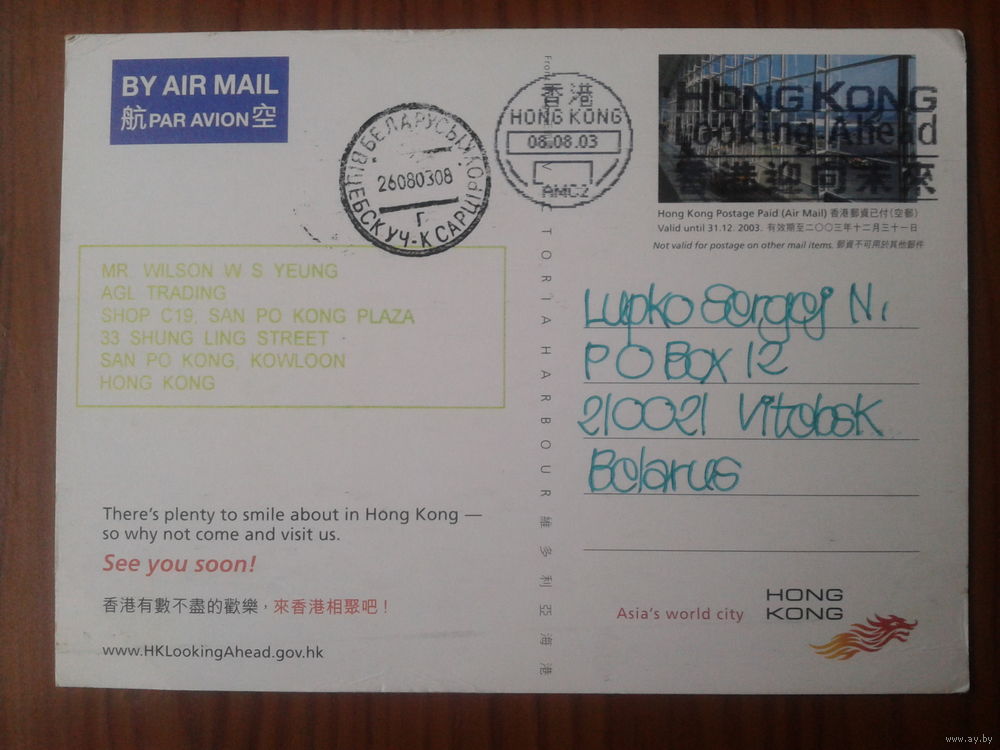 BY AIR MAIL
航 PAR AVION 空
БЕЛАРУСЬ
260803 08
Г.
香港
HONG KONG
08.08.03
AMC2
HONG KONG
Looking Ahead
香港迎向未來
Hong Kong Postage Paid (Air Mail) 香港郵資已付(空郵)
Valid until 31.12. 2003. 有效期至二○○三年十二月三十一日
Not valid for postage on other mail items. 郵資不可用於其他郵件
MR. WILSON W S YEUNG
AGL TRADING
SHOP C19, SAN PO KONG PLAZA
33 SHUNG LING STREET
SAN PO KONG, KOWLOON
HONG KONG
VICTORIA HARBOUR 維多利亞海港
Lupko Sergej N.
P O Box 12
210021 Vitebsk
Belarus
There's plenty to smile about in Hong Kong —
so why not come and visit us.
See you soon!
香港有數不盡的歡樂，來香港相聚吧！
www.HKLookingAhead.gov.hk
Asia's world city
HONG
KONG
www.ay.by